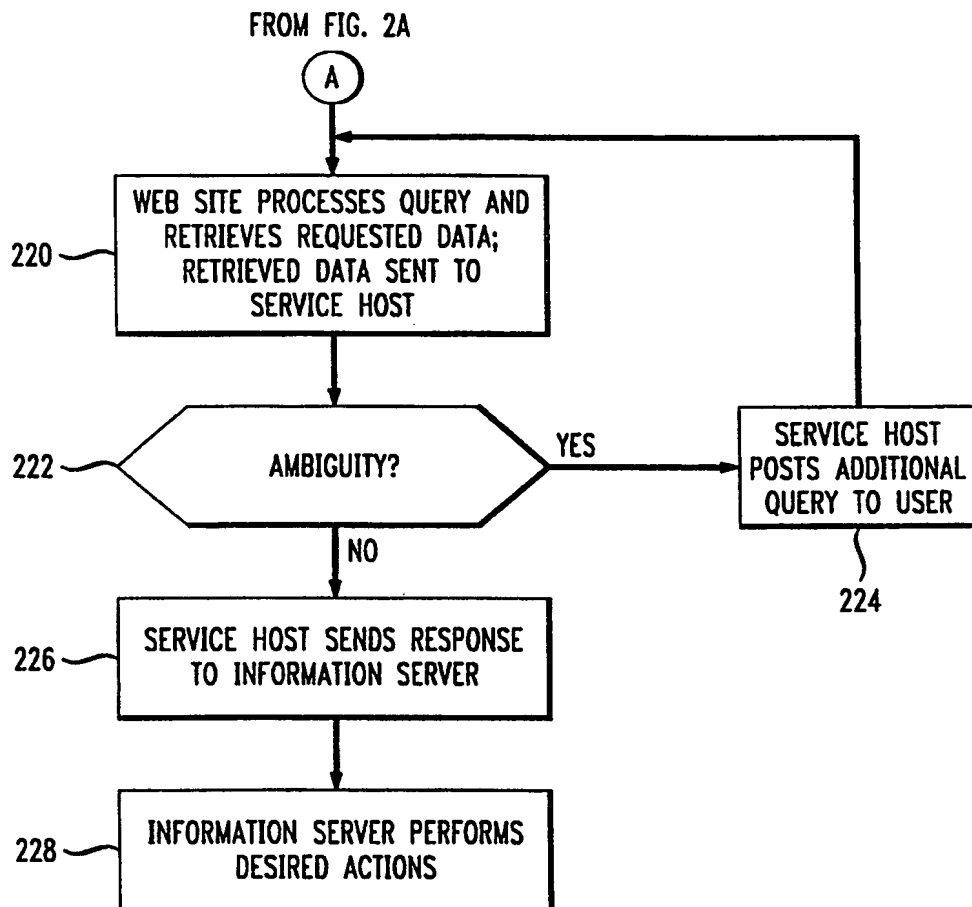 FROM FIG. 2A
A
WEB SITE PROCESSES QUERY AND
RETRIEVES REQUESTED DATA;
RETRIEVED DATA SENT TO
SERVICE HOST
220
AMBIGUITY?
222
YES
SERVICE HOST
POSTS ADDITIONAL
QUERY TO USER
224
NO
SERVICE HOST SENDS RESPONSE
TO INFORMATION SERVER
226
INFORMATION SERVER PERFORMS
DESIRED ACTIONS
228